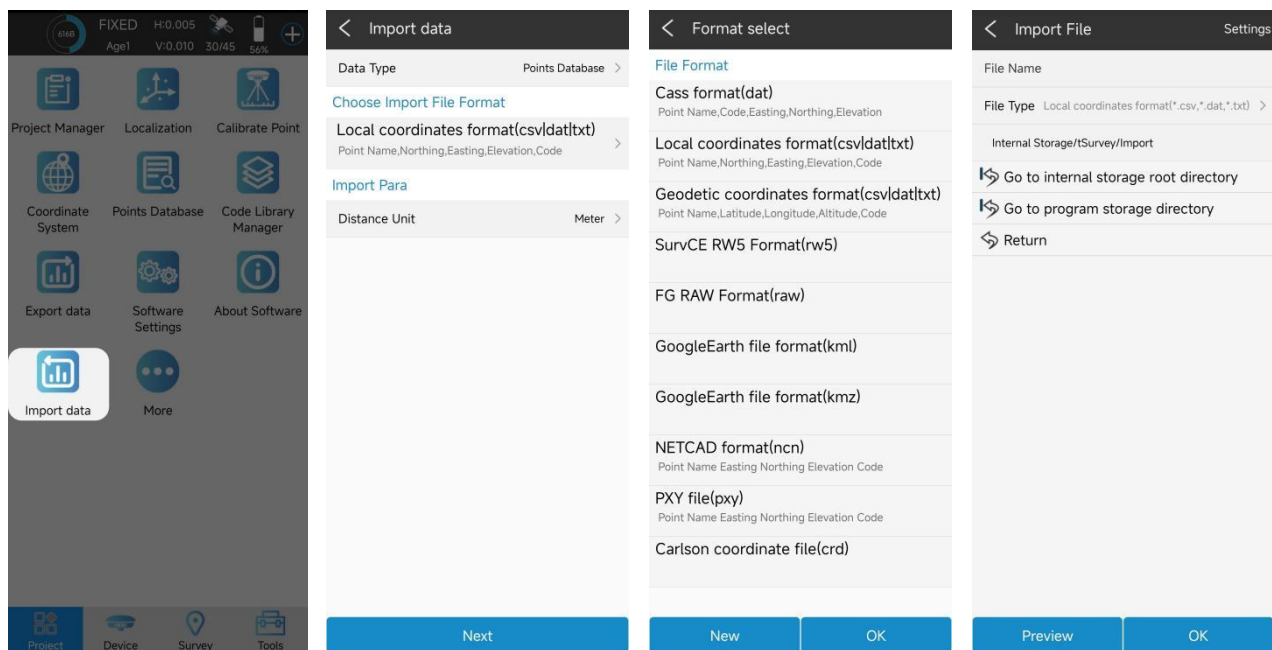 616B
FIXED H:0.005
Age1 V:0.010 30/45 56%
Project Manager Localization Calibrate Point
Coordinate System Points Database Code Library Manager
Export data Software Settings About Software
Import data More
Project Device Survey Tools
Import data
Data Type Points Database
Choose Import File Format
Local coordinates format(csv|dat|txt)
Point Name,Northing,Easting,Elevation,Code
Import Para
Distance Unit Meter
Next
Format select
File Format
Cass format(dat)
Point Name,Code,Easting,Northing,Elevation
Local coordinates format(csv|dat|txt)
Point Name,Northing,Easting,Elevation,Code
Geodetic coordinates format(csv|dat|txt)
Point Name,Latitude,Longitude,Altitude,Code
SurvCE RW5 Format(rw5)
FG RAW Format(raw)
GoogleEarth file format(kml)
GoogleEarth file format(kmz)
NETCAD format(ncn)
Point Name Easting Northing Elevation Code
PXY file(pxy)
Point Name Easting Northing Elevation Code
Carlson coordinate file(crd)
New OK
Import File Settings
File Name
File Type Local coordinates format(*.csv,*.dat,*.txt)
Internal Storage/tSurvey/Import
Go to internal storage root directory
Go to program storage directory
Return
Preview OK